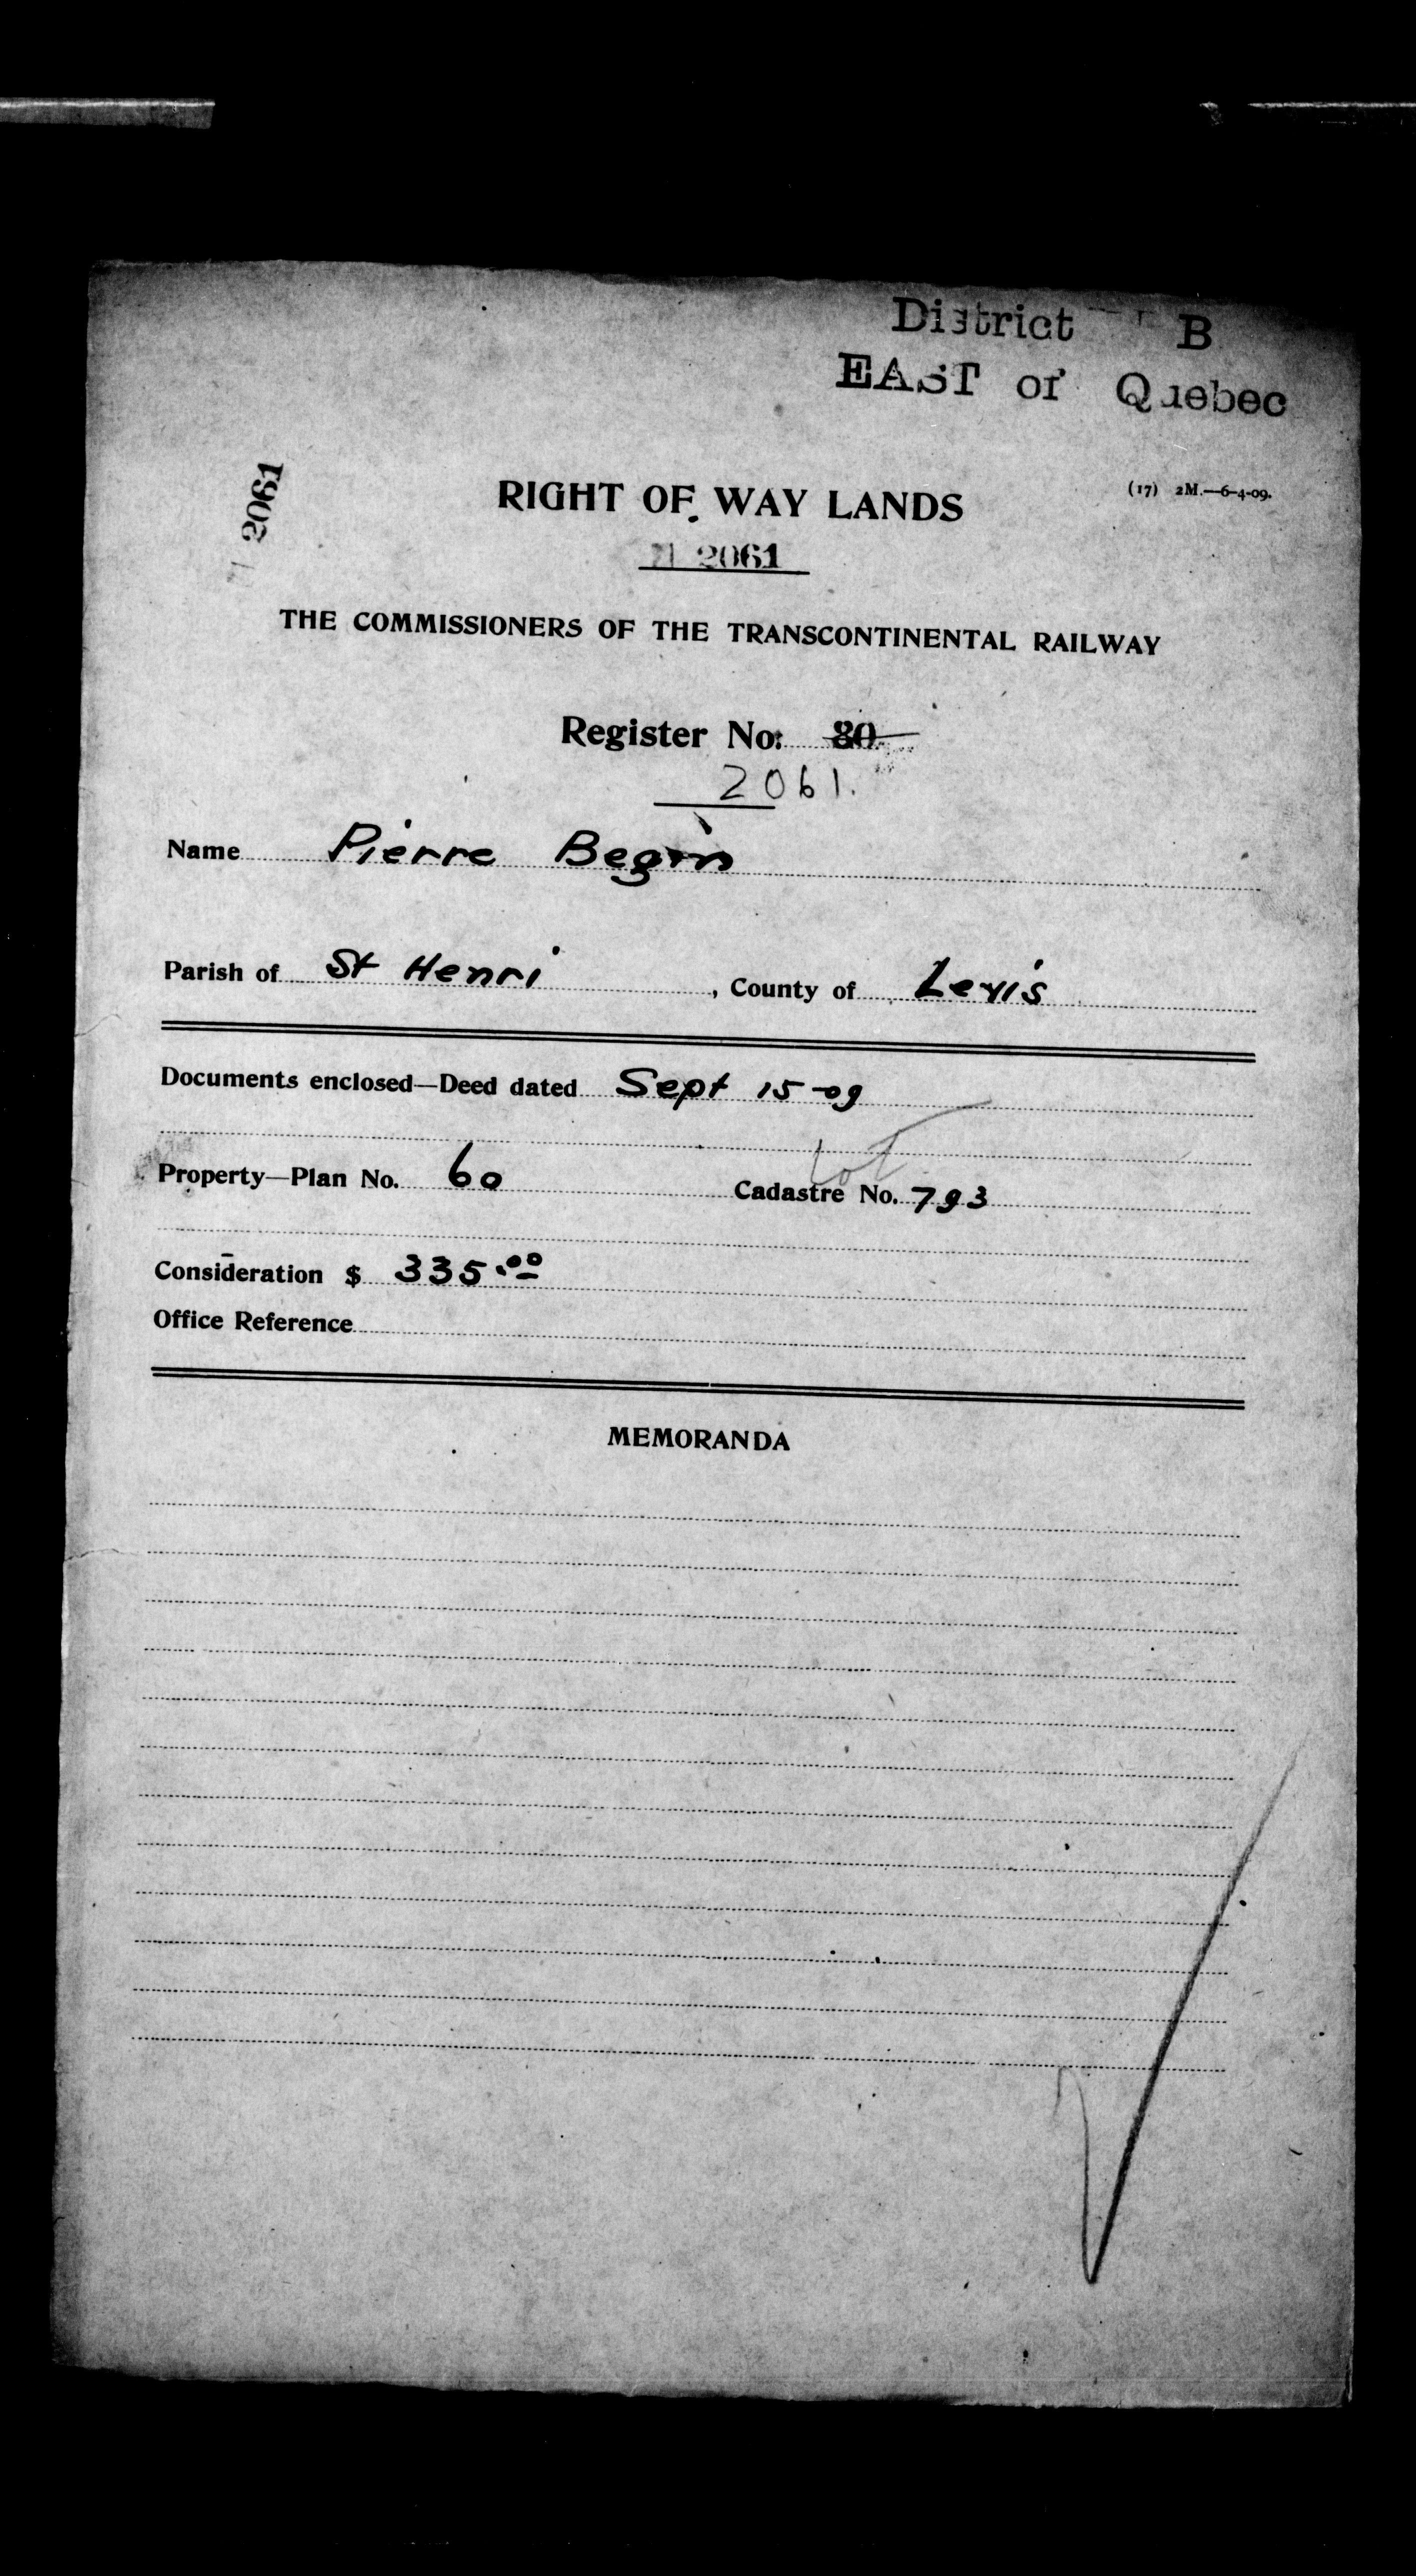 District B
EAST of Quebec
2061
RIGHT OF WAY LANDS
(17) 2M.—6-4-09.
2061
THE COMMISSIONERS OF THE TRANSCONTINENTAL RAILWAY
Register No. 80
2061.
Name Pierre Begin
Parish of St Henri, County of Levis
Documents enclosed—Deed dated Sept 15-09
Lot
Property—Plan No. 60 Cadastre No. 793
Consideration $ 335.00
Office Reference
MEMORANDA